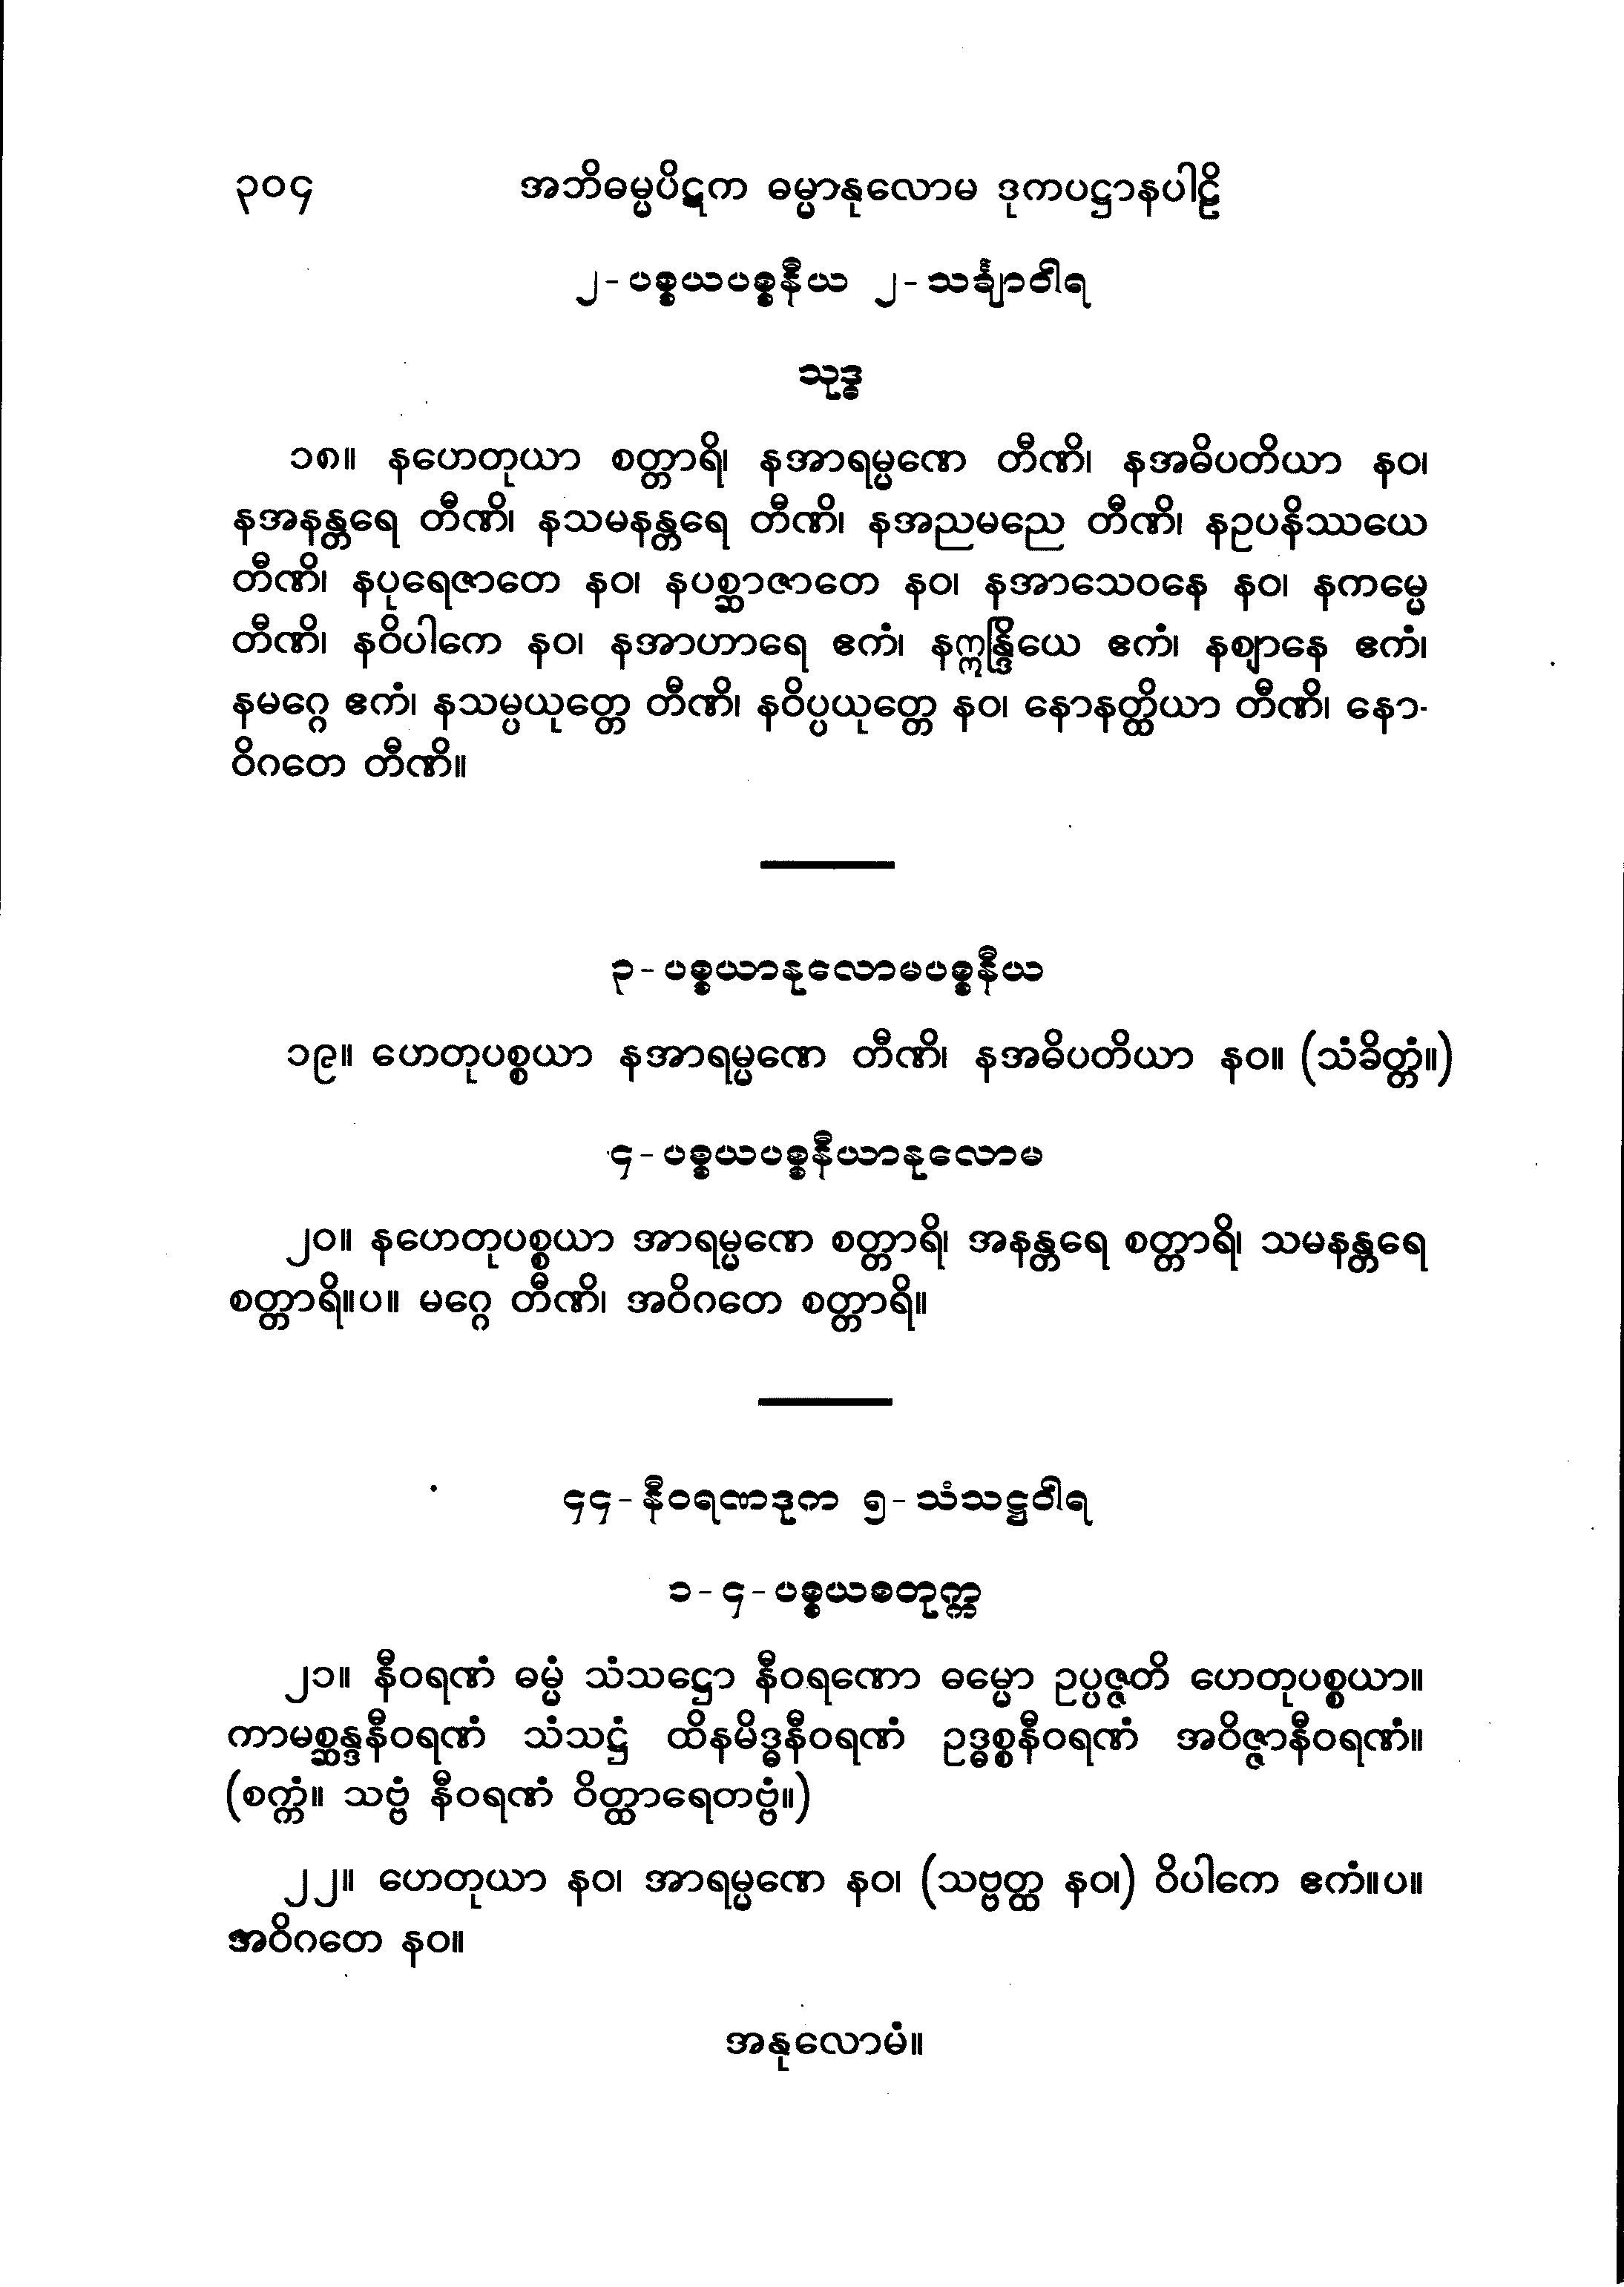 ၃၀၄ အဘိဓမ္မပိဋက ဓမ္မာနုလောမ ဒုကပဋ္ဌာနပါဠိ
၂-ပစ္စယပစ္စနီယ ၂-သင်္ချာဝါရ
သုဒ္ဓ
၁၈။ နဟေတုယာ စတ္တာရိ၊ နအာရမ္မဏေ တီဏိ၊ နအဓိပတိယာ နဝ၊
နအနန္တရေ တီဏိ၊ နသမနန္တရေ တီဏိ၊ နအညမညေ တီဏိ၊ နဥပနိဿယေ
တီဏိ၊ နပုရေဇာတေ နဝ၊ နပစ္ဆာဇာတေ နဝ၊ နအာသေဝနေ နဝ၊ နကမ္မေ
တီဏိ၊ နဝိပါကေ နဝ၊ နအာဟာရေ ဧကံ၊ နဣန္ဒြိယေ ဧကံ၊ နဈာနေ ဧကံ၊
နမဂ္ဂေ ဧကံ၊ နသမ္ပယုတ္တေ တီဏိ၊ နဝိပ္ပယုတ္တေ နဝ၊ နောနတ္ထိယာ တီဏိ၊ နော-
ဝိဂတေ တီဏိ။
၃-ပစ္စယာနုလောမပစ္စနီယ
၁၉။ ဟေတုပစ္စယာ နအာရမ္မဏေ တီဏိ၊ နအဓိပတိယာ နဝ။ (သံခိတ္တံ။)
၄-ပစ္စယပစ္စနီယာနုလောမ
၂၀။ နဟေတုပစ္စယာ အာရမ္မဏေ စတ္တာရိ၊ အနန္တရေ စတ္တာရိ၊ သမနန္တရေ
စတ္တာရိ။ပ။ မဂ္ဂေ တီဏိ၊ အဝိဂတေ စတ္တာရိ။
၄၄-နီဝရဏဒုက ၅-သံသဋ္ဌဝါရ
၁-၄-ပစ္စယစတုက္က
၂၁။ နီဝရဏံ ဓမ္မံ သံသဋ္ဌော နီဝရဏော ဓမ္မော ဥပ္ပဇ္ဇတိ ဟေတုပစ္စယာ။
ကာမစ္ဆန္ဒနီဝရဏံ သံသဋ္ဌံ ထိနမိဒ္ဓနီဝရဏံ ဥဒ္ဓစ္စနီဝရဏံ အဝိဇ္ဇာနီဝရဏံ။
(စက္ကံ။ သဗ္ဗံ နီဝရဏံ ဝိတ္ထာရေတဗ္ဗံ။)
၂၂။ ဟေတုယာ နဝ၊ အာရမ္မဏေ နဝ၊ (သဗ္ဗတ္ထ နဝ၊) ဝိပါကေ ဧကံ။ပ။
အဝိဂတေ နဝ။
အနုလောမံ။